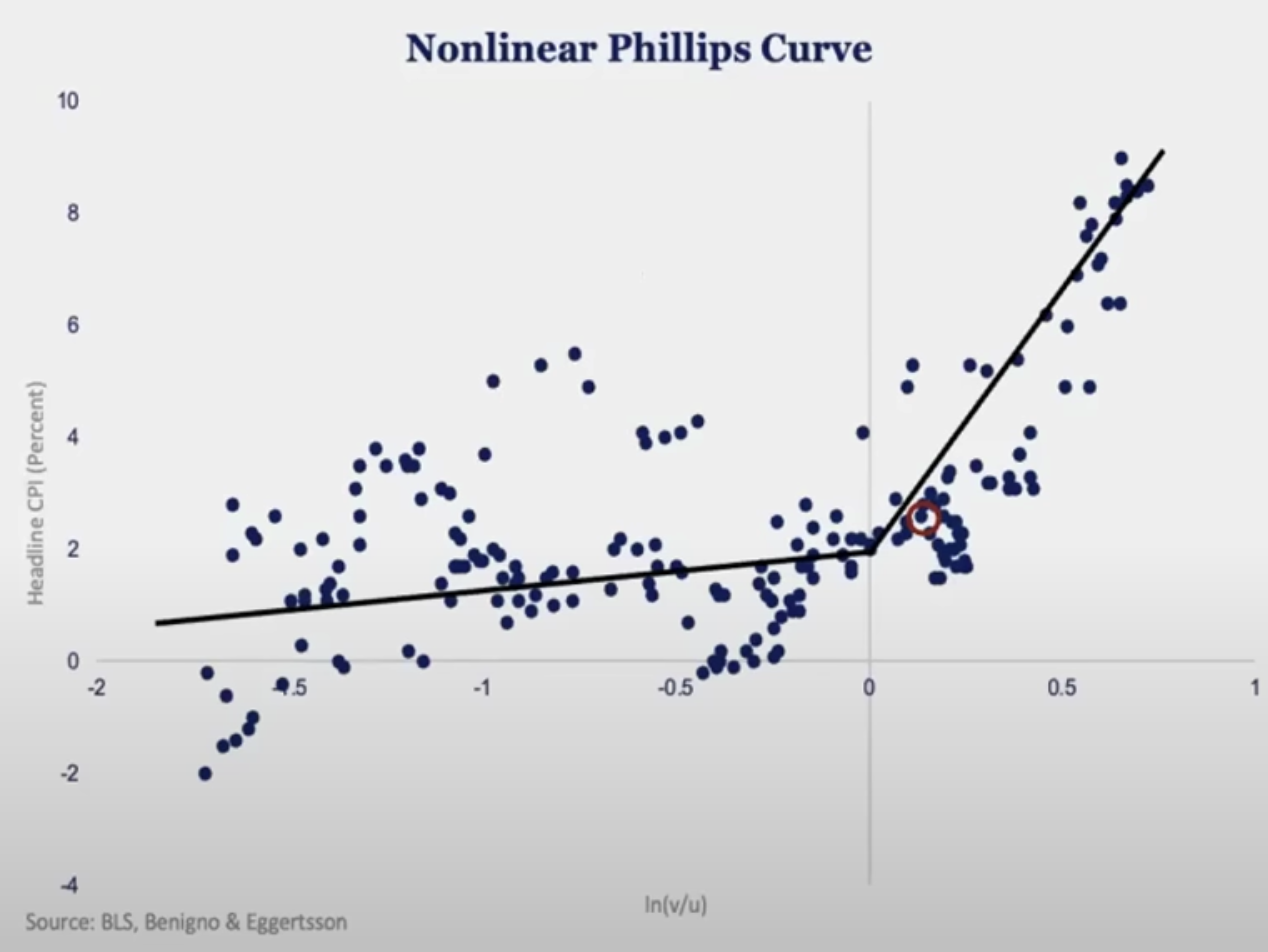 Nonlinear Phillips Curve
10
8
6
4
2
0
-2
-4
Headline CPI (Percent)
-2 -1.5 -1 -0.5 0 0.5 1
ln(v/u)
Source: BLS, Benigno & Eggertsson